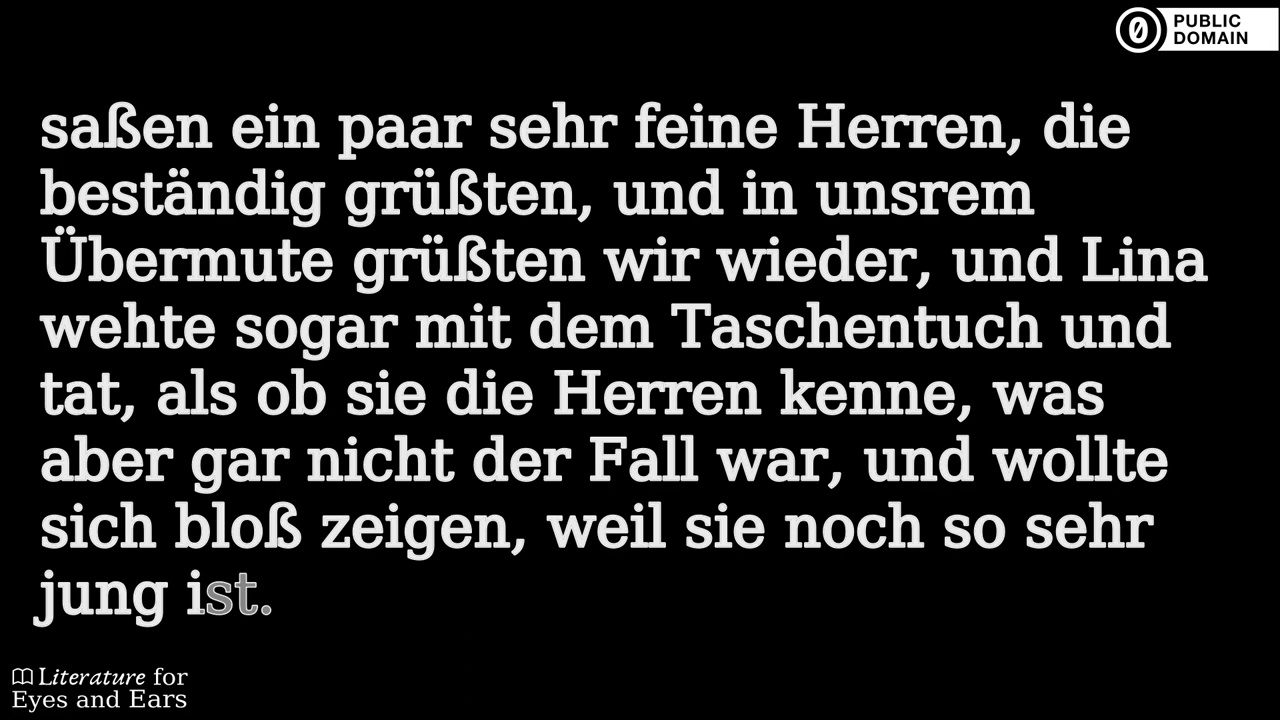 PUBLIC
DOMAIN
saßen ein paar sehr feine Herren, die
beständig grüßten, und in unsrem
Übermute grüßten wir wieder, und Lina
wehte sogar mit dem Taschentuch und
tat, als ob sie die Herren kenne, was
aber gar nicht der Fall war, und wollte
sich bloß zeigen, weil sie noch so sehr
jung ist.
Literature for
Eyes and Ears